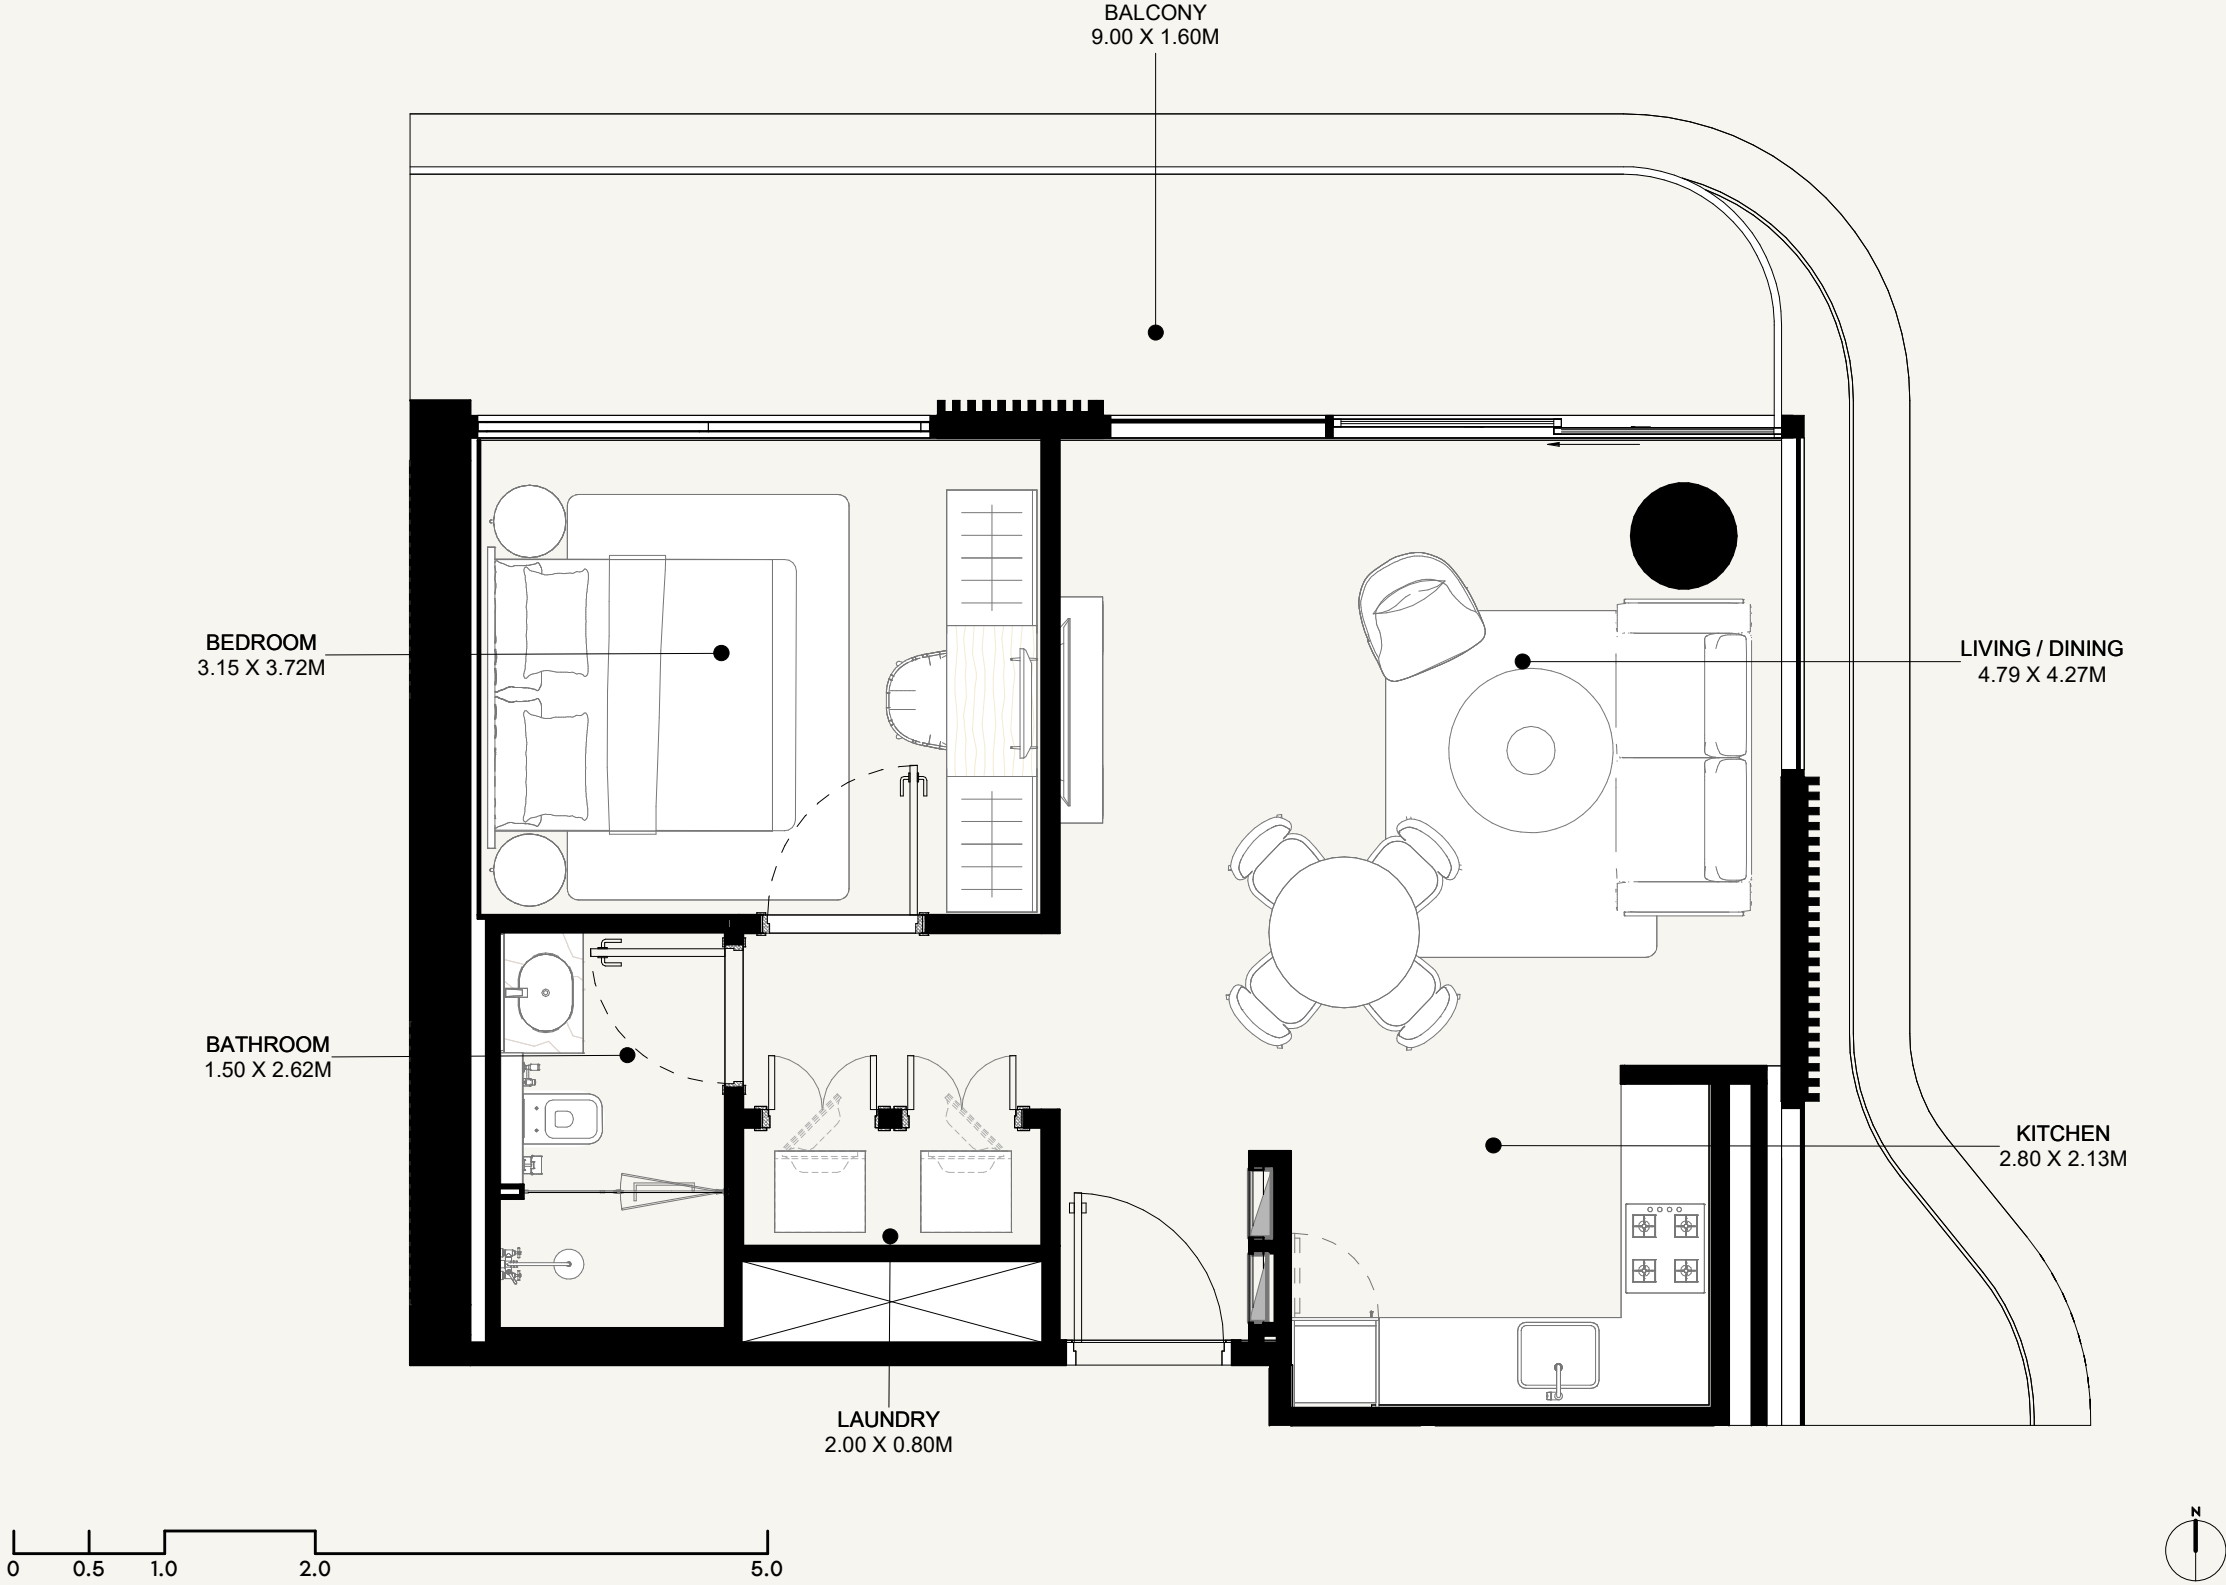 BALCONY
9.00 X 1.60M
BEDROOM
3.15 X 3.72M
LIVING / DINING
4.79 X 4.27M
BATHROOM
1.50 X 2.62M
KITCHEN
2.80 X 2.13M
LAUNDRY
2.00 X 0.80M
N
0 0.5 1.0 2.0 5.0